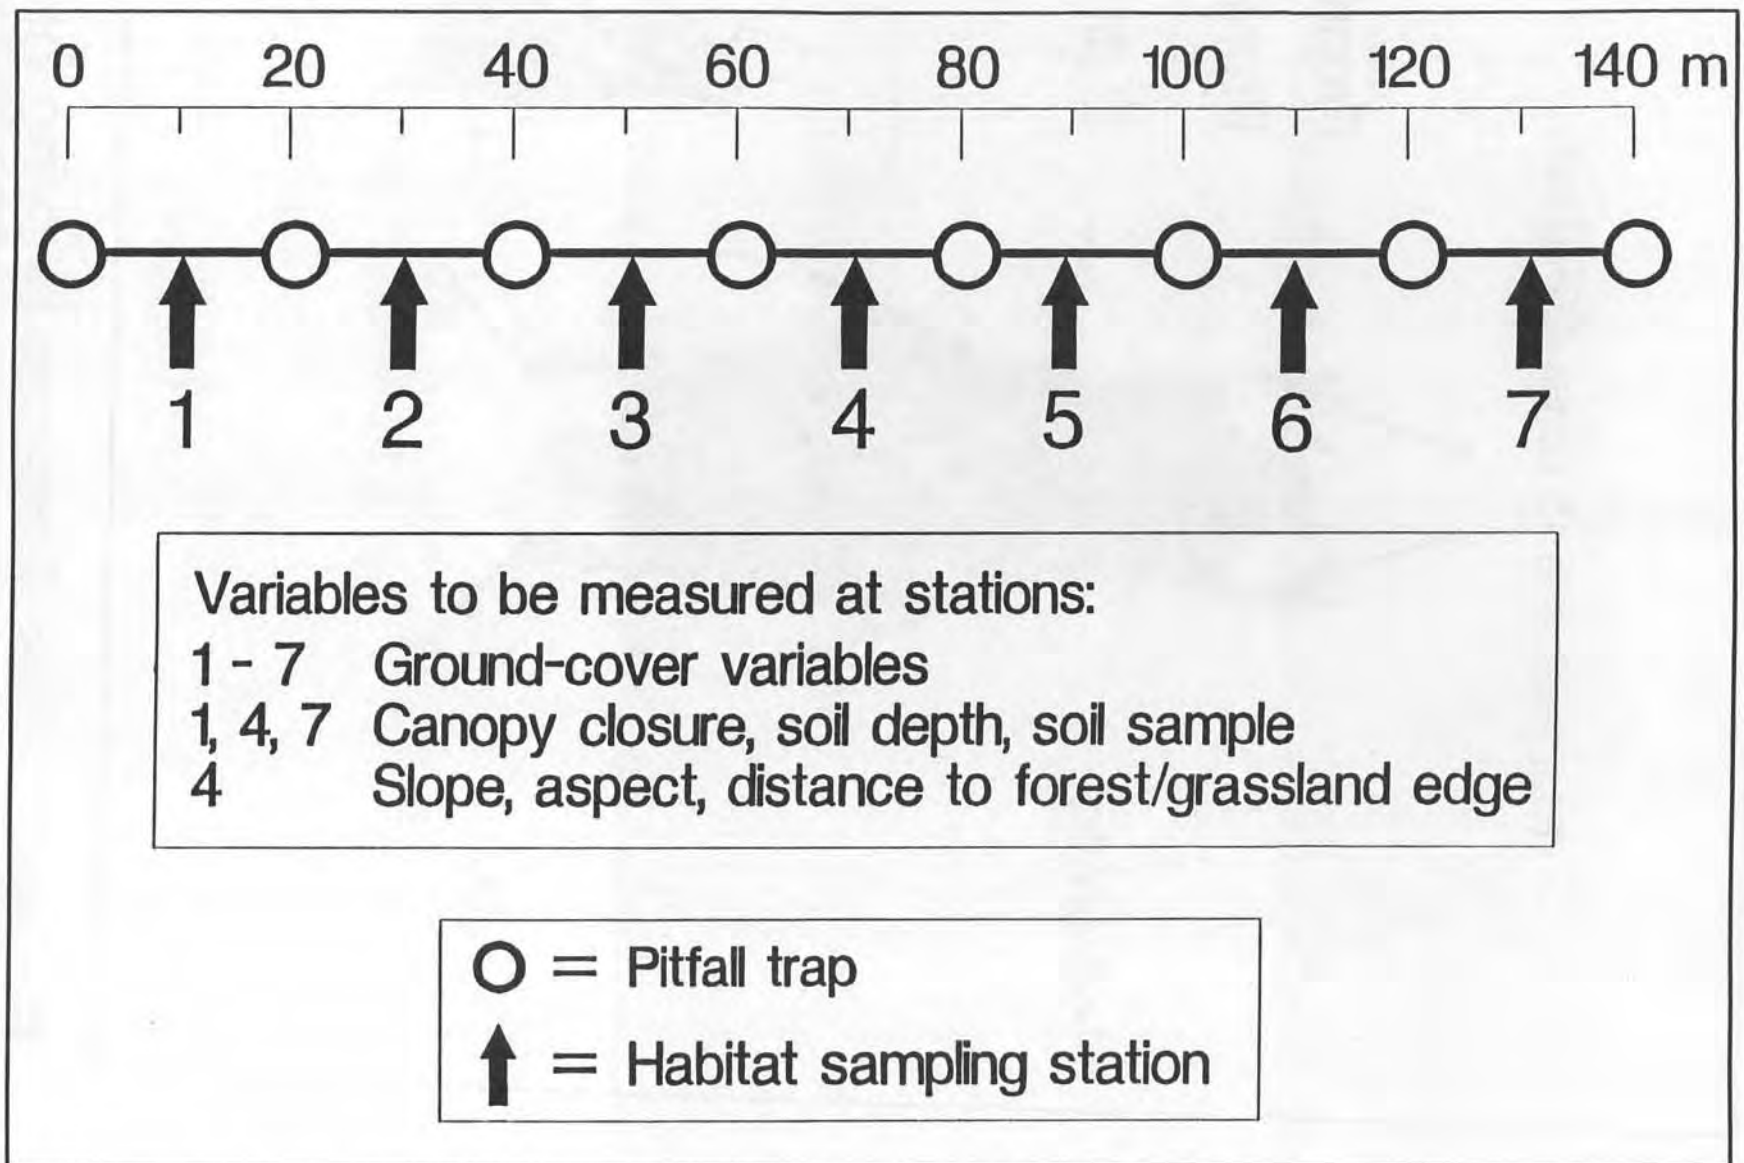 0 20 40 60 80 100 120 140 m
1 2 3 4 5 6 7
Variables to be measured at stations:
1 - 7 Ground-cover variables
1, 4, 7 Canopy closure, soil depth, soil sample
4 Slope, aspect, distance to forest/grassland edge
= Pitfall trap
= Habitat sampling station